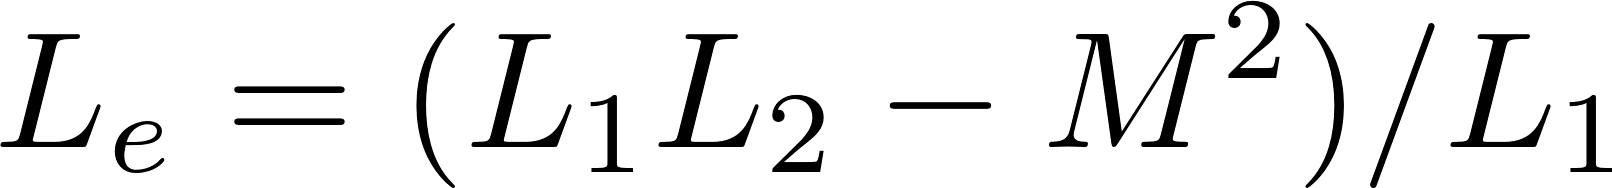 L_e = (L_1 L_2 − M^2)/L_1